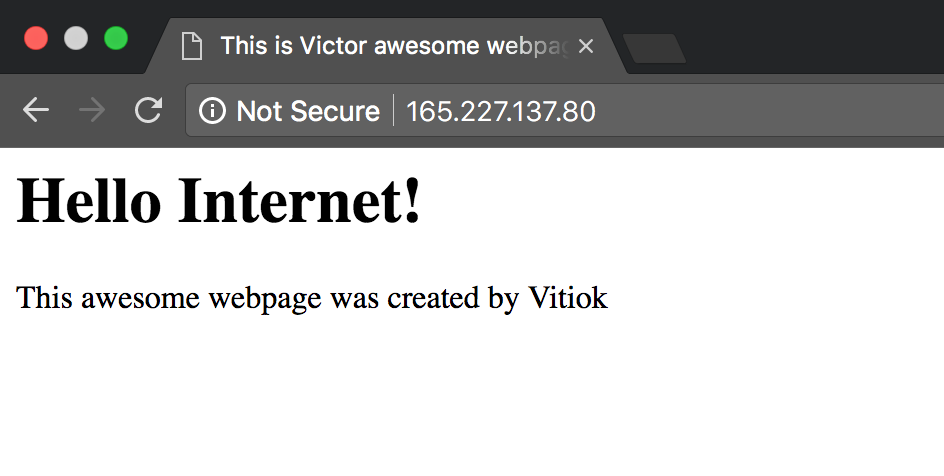 This is Victor awesome webpa
Not Secure 165.227.137.80
Hello Internet!
This awesome webpage was created by Vitiok